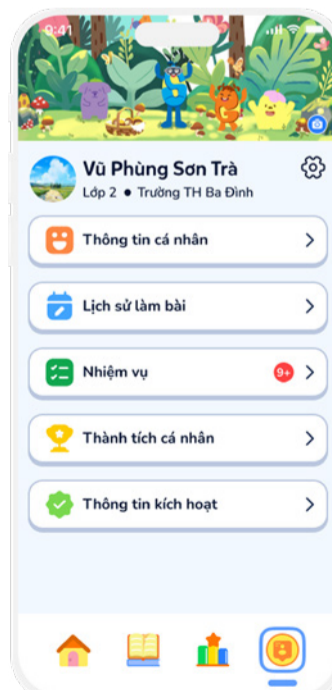 9:41
Vũ Phùng Sơn Trà
Lớp 2 ● Trường TH Ba Đình
Thông tin cá nhân
Lịch sử làm bài
Nhiệm vụ
9+
Thành tích cá nhân
Thông tin kích hoạt